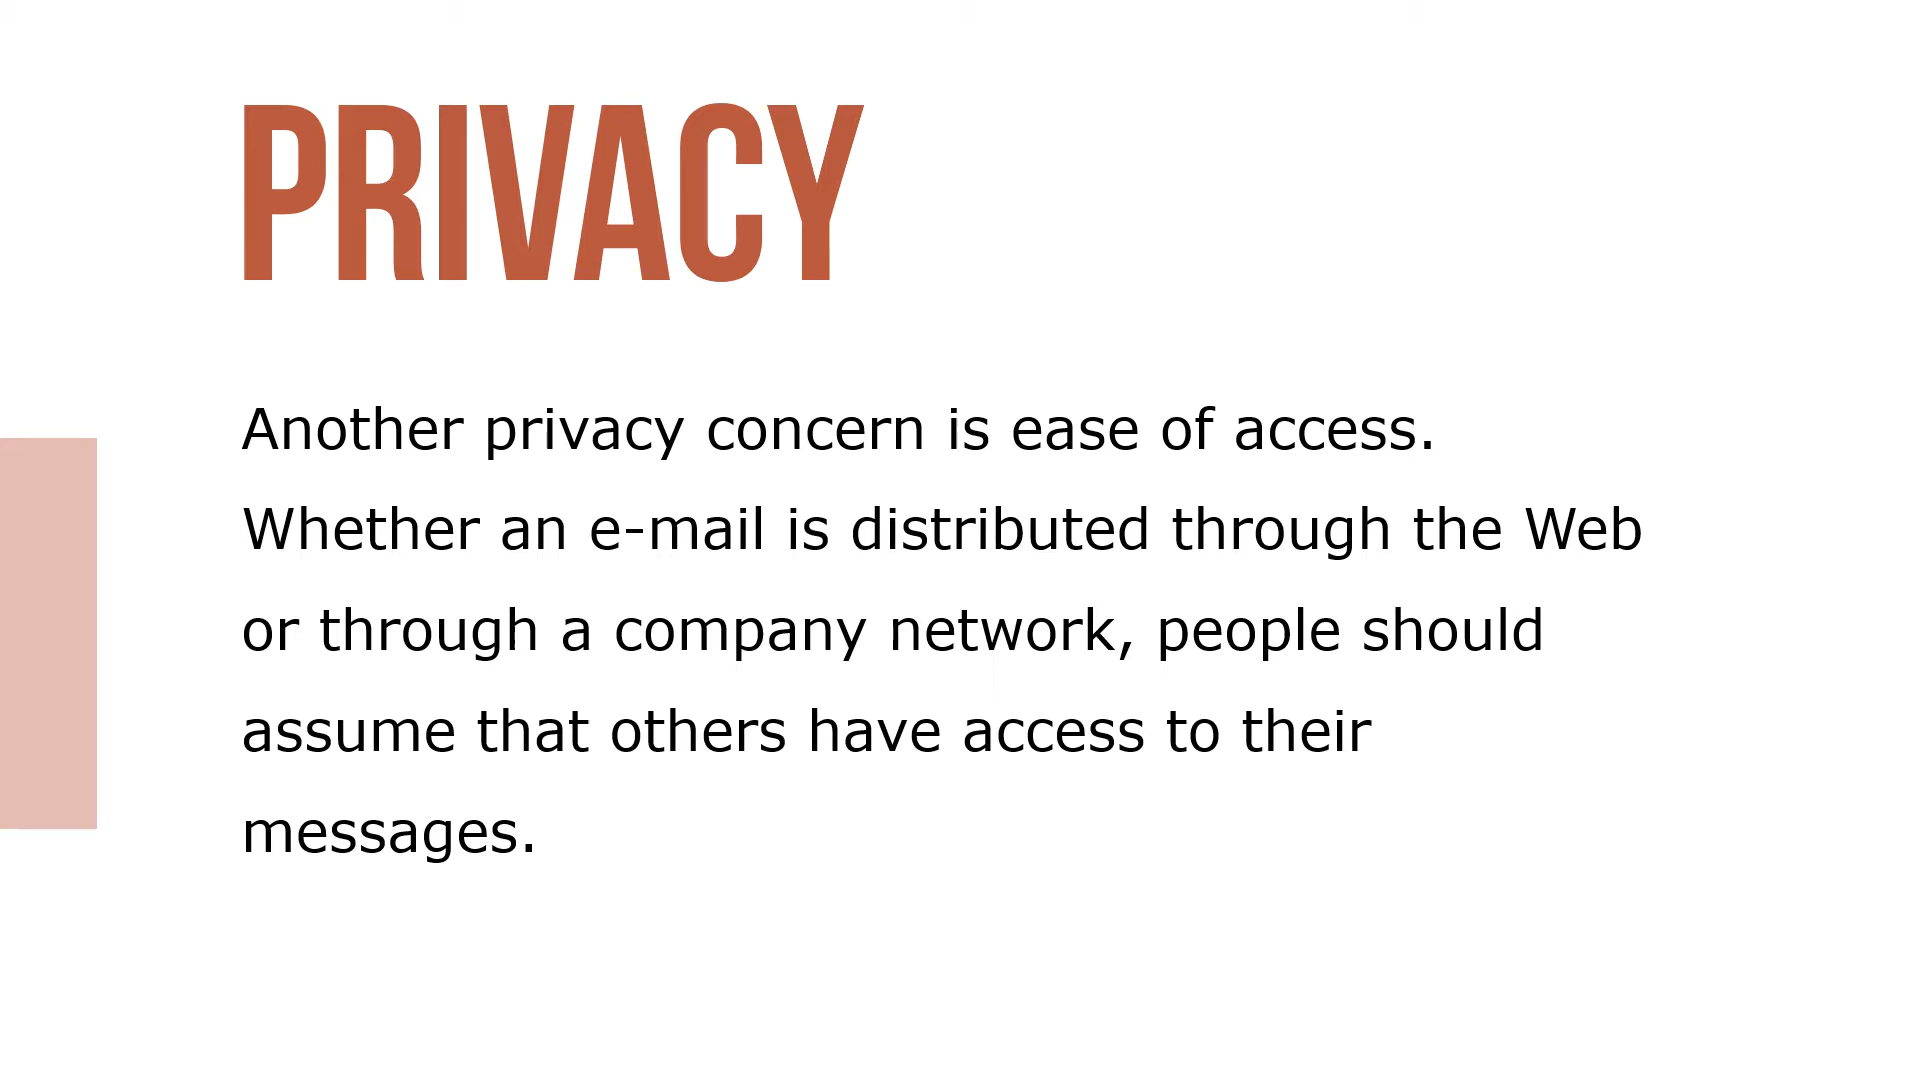 PRIVACY
Another privacy concern is ease of access.
Whether an e-mail is distributed through the Web
or through a company network, people should
assume that others have access to their
messages.